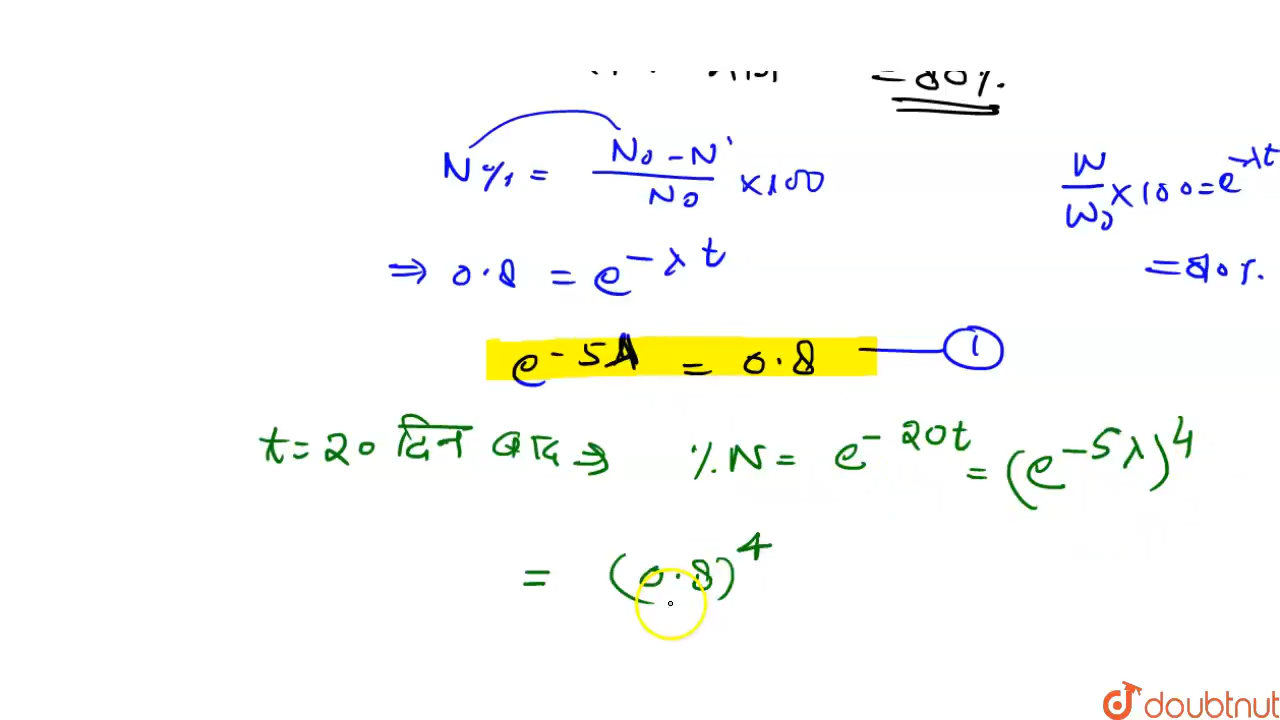 = 80%.
N% = N₀ - N' / N₀ × 100
W / W₀ × 100 = e^-λt
⇒ 0.8 = e^-λt
= 80%.
e^-5λ = 0.8 — 1
t = 20 दिन बाद ⇒ %N = e^-20t = (e^-5λ)^4
= (0.8)^4
doubtnut